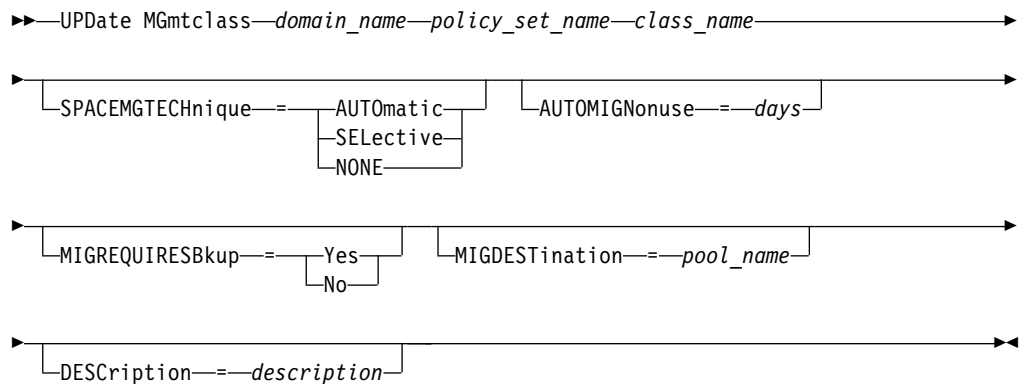 UPDate MGmtclass domain_name policy_set_name class_name
SPACEMGTECHnique = AUTOmatic AUTOMIGNonuse = days
SELective
NONE
MIGREQUIRESBkup = Yes MIGDESTination = pool_name
No
DESCription = description